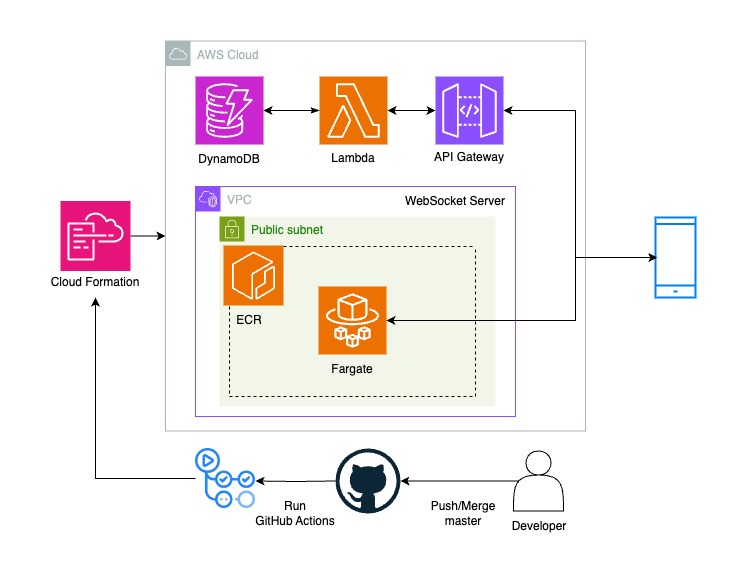 AWS Cloud
DynamoDB
Lambda
API Gateway
VPC
WebSocket Server
Public subnet
ECR
Fargate
Cloud Formation
Run
GitHub Actions
Push/Merge
master
Developer